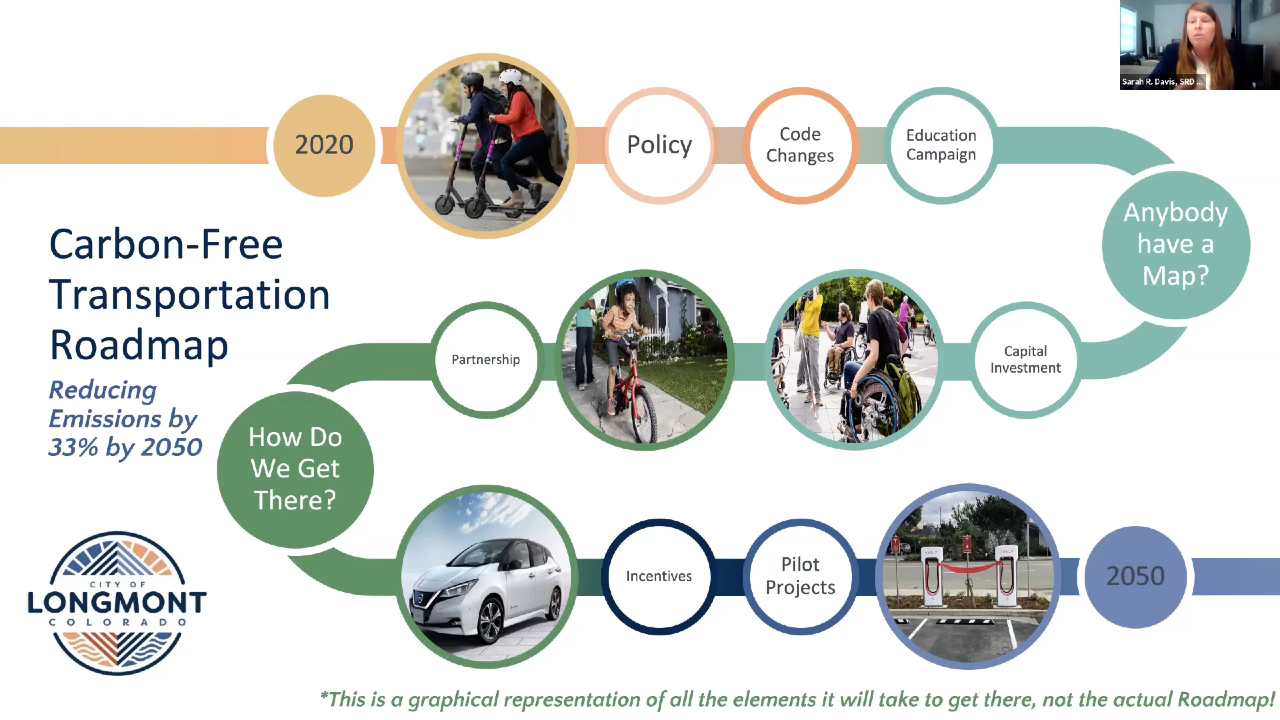 Sarah R. Davis, SRD ...
2020
Policy
Code
Changes
Education
Campaign
Anybody
have a
Map?
Carbon-Free
Transportation
Roadmap
Reducing
Emissions by
33% by 2050
Partnership
Capital
Investment
How Do
We Get
There?
Incentives
Pilot
Projects
2050
CITY OF
LONGMONT
COLORADO
*This is a graphical representation of all the elements it will take to get there, not the actual Roadmap!